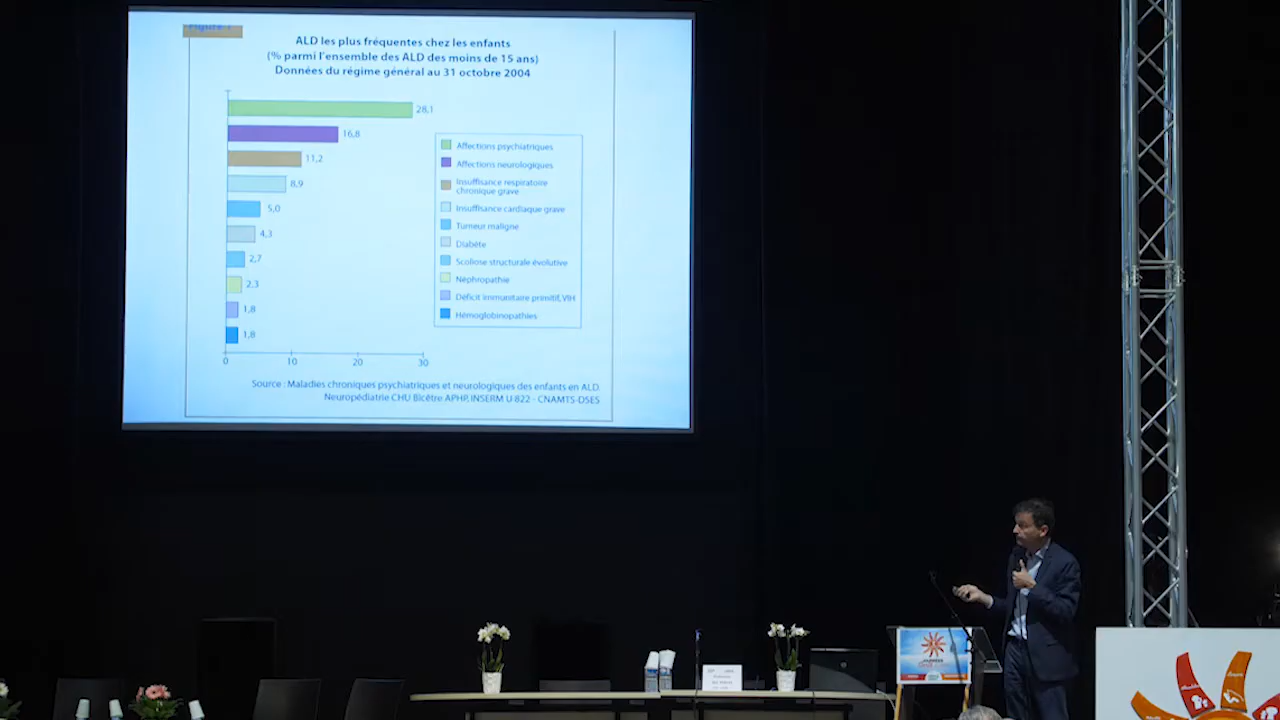 Figure 1
ALD les plus fréquentes chez les enfants
(% parmi l'ensemble des ALD des moins de 15 ans)
Données du régime général au 31 octobre 2004
28,1
16,8
11,2
8,9
5,0
4,3
2,7
2,3
1,8
1,8
0 10 20 30
Affections psychiatriques
Affections neurologiques
Insuffisance respiratoire
chronique grave
Insuffisance cardiaque grave
Tumeur maligne
Diabète
Scoliose structurale évolutive
Néphropathie
Déficit immunitaire primitif, VIH
Hémoglobinopathies
Source : Maladies chroniques psychiatriques et neurologiques des enfants en ALD.
Neuropédiatrie CHU Bicêtre APHP, INSERM U 822 - CNAMTS-DSES